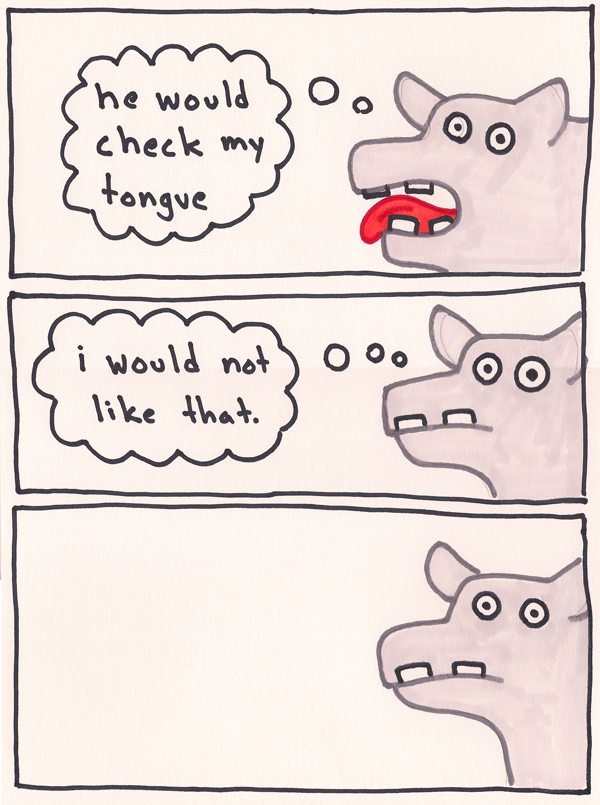 he would
check my
tongue
i would not
like that.